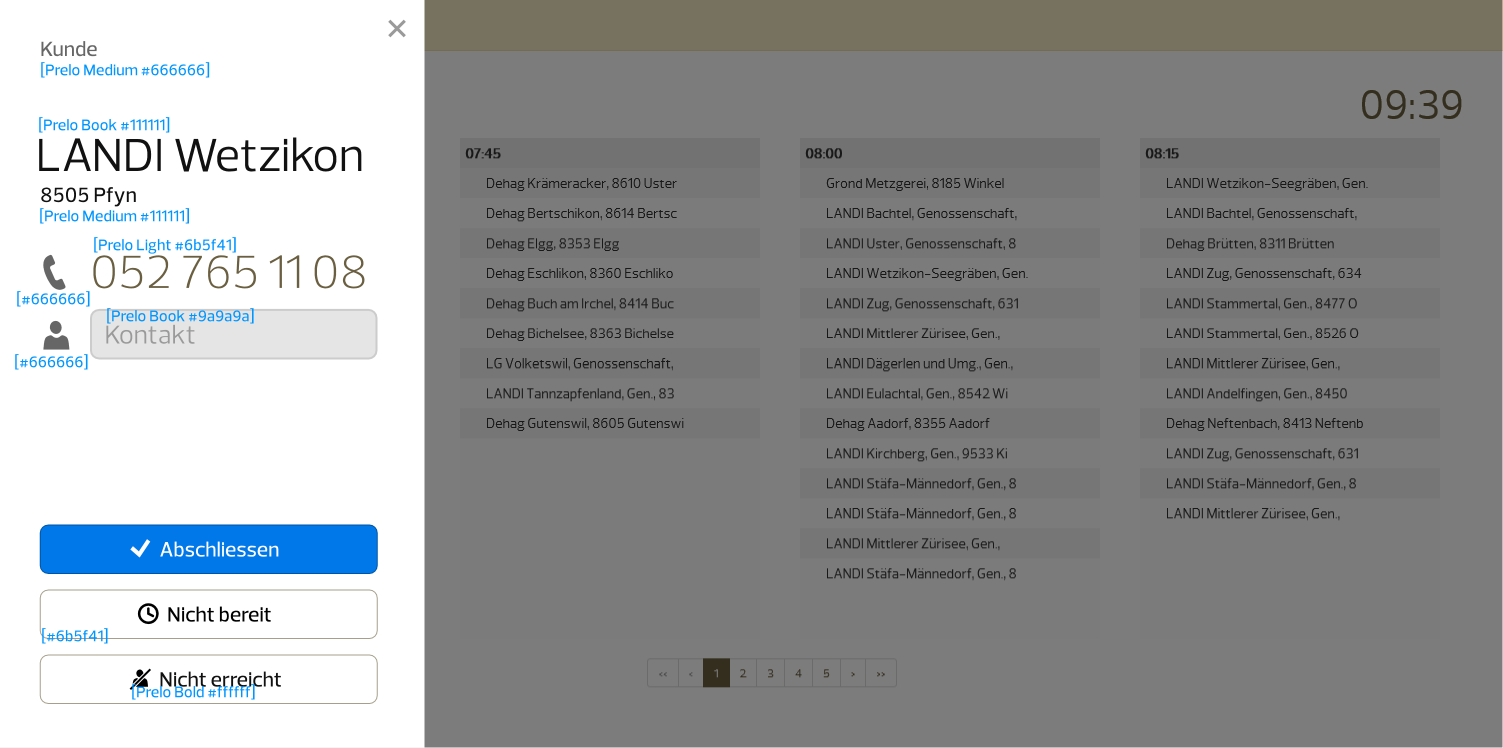 Kunde
[Prelo Medium #666666]
[Prelo Book #111111]
LANDI Wetzikon
8505 Pfyn
[Prelo Medium #111111]
[Prelo Light #6b5f41]
052 765 11 08
[#666666]
[Prelo Book #9a9a9a]
Kontakt
[#666666]
Abschliessen
Nicht bereit
[#6b5f41]
Nicht erreicht
[Prelo Bold #ffffff]
09:39
07:45
Dehag Krämeracker, 8610 Uster
Dehag Bertschikon, 8614 Bertsc
Dehag Elgg, 8353 Elgg
Dehag Eschlikon, 8360 Eschliko
Dehag Buch am Irchel, 8414 Buc
Dehag Bichelsee, 8363 Bichelse
LG Volketswil, Genossenschaft,
LANDI Tannzapfenland, Gen., 83
Dehag Gutenswil, 8605 Gutenswi
08:00
Grond Metzgerei, 8185 Winkel
LANDI Bachtel, Genossenschaft,
LANDI Uster, Genossenschaft, 8
LANDI Wetzikon-Seegräben, Gen.
LANDI Zug, Genossenschaft, 631
LANDI Mittlerer Zürisee, Gen.,
LANDI Dägerlen und Umg., Gen.,
LANDI Eulachtal, Gen., 8542 Wi
Dehag Aadorf, 8355 Aadorf
LANDI Kirchberg, Gen., 9533 Ki
LANDI Stäfa-Männedorf, Gen., 8
LANDI Stäfa-Männedorf, Gen., 8
LANDI Mittlerer Zürisee, Gen.,
LANDI Stäfa-Männedorf, Gen., 8
08:15
LANDI Wetzikon-Seegräben, Gen.
LANDI Bachtel, Genossenschaft,
Dehag Brütten, 8311 Brütten
LANDI Zug, Genossenschaft, 634
LANDI Stammertal, Gen., 8477 O
LANDI Stammertal, Gen., 8526 O
LANDI Mittlerer Zürisee, Gen.,
LANDI Andelfingen, Gen., 8450
Dehag Neftenbach, 8413 Neftenb
LANDI Zug, Genossenschaft, 631
LANDI Stäfa-Männedorf, Gen., 8
LANDI Mittlerer Zürisee, Gen.,
‹‹ ‹ 1 2 3 4 5 › ››